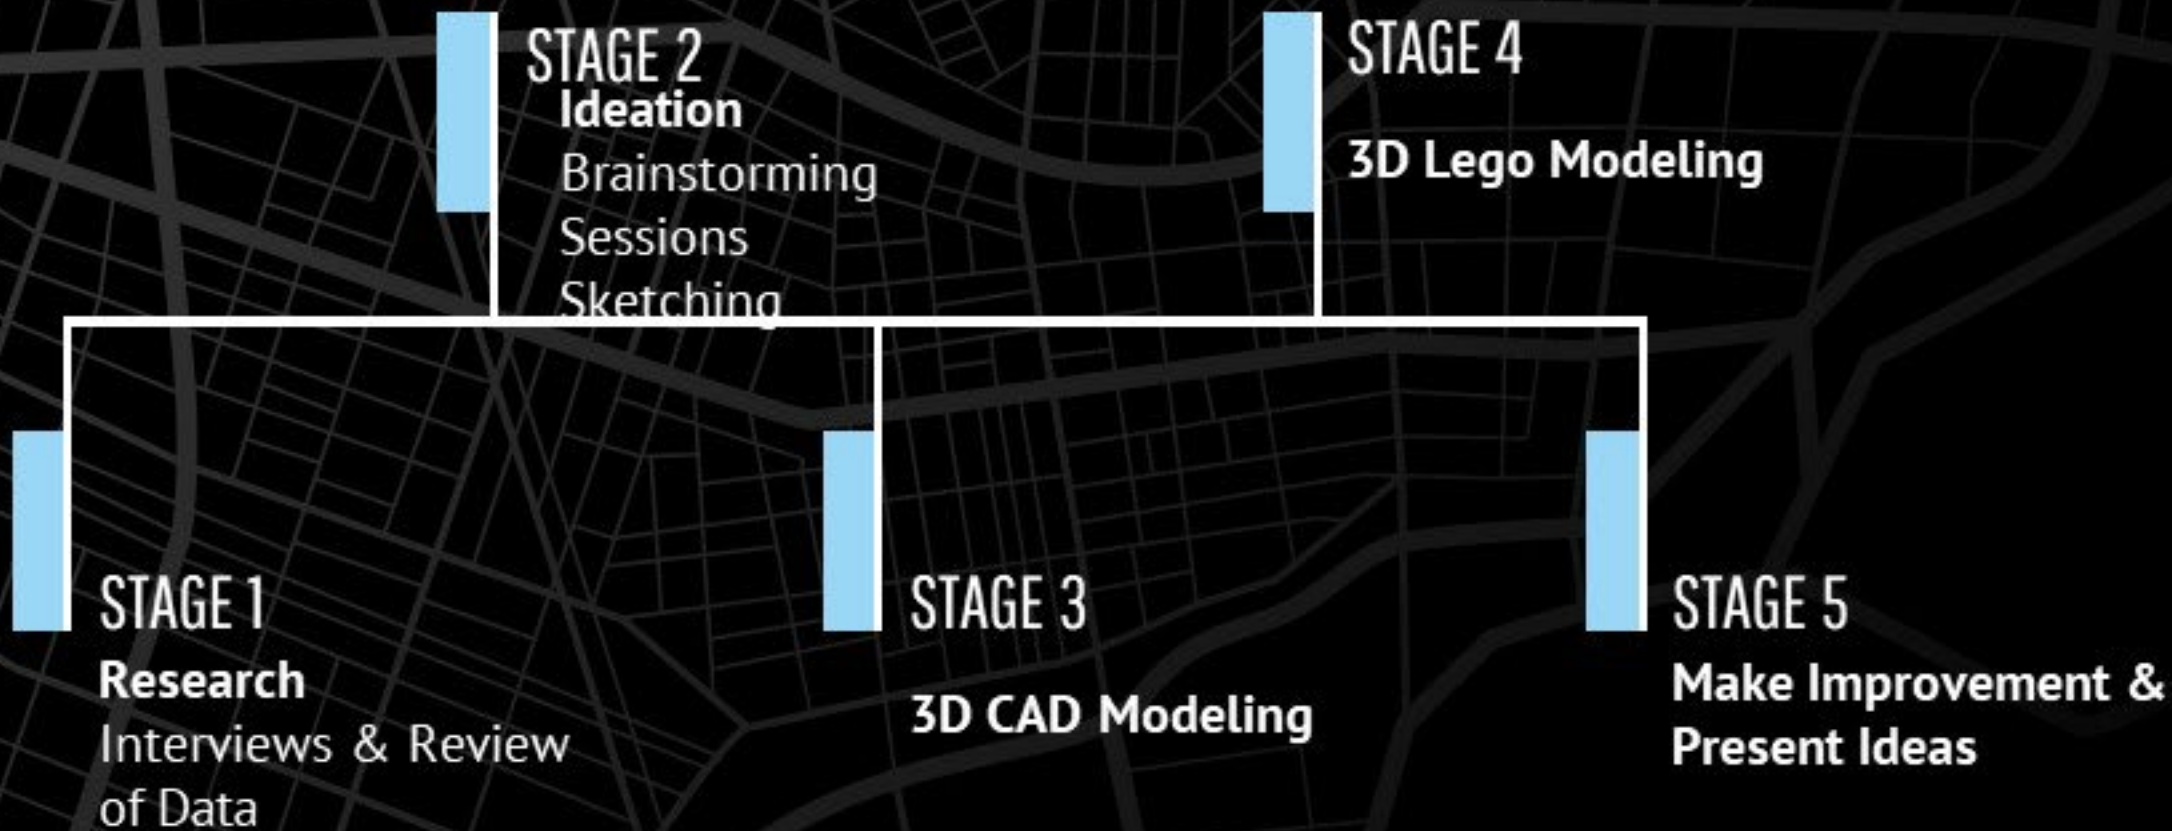 STAGE 2
Ideation
Brainstorming
Sessions
Sketching
STAGE 4
3D Lego Modeling
STAGE 1
Research
Interviews & Review
of Data
STAGE 3
3D CAD Modeling
STAGE 5
Make Improvement &
Present Ideas